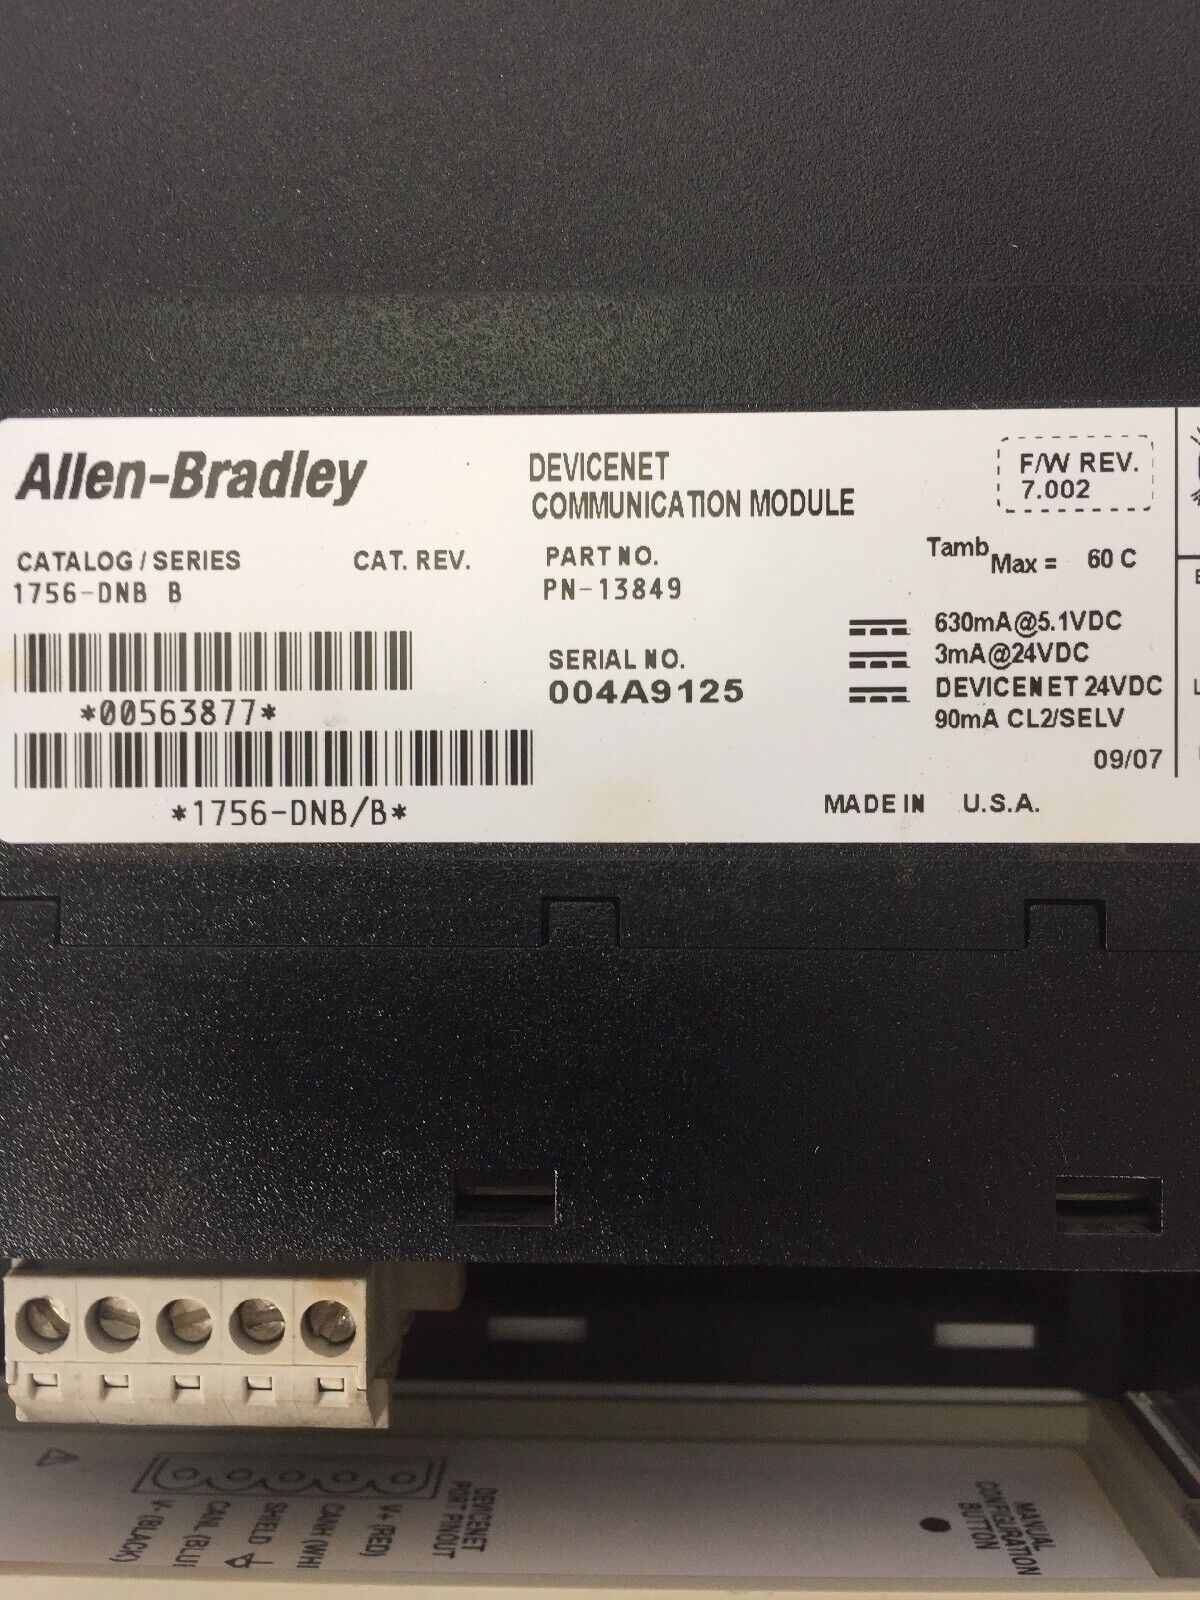 Allen-Bradley
DEVICENET
COMMUNICATION MODULE
F/W REV.
7.002
CATALOG / SERIES
CAT. REV.
1756-DNB B
PART NO.
PN-13849
Tamb Max = 60 C
*00563877*
SERIAL NO.
004A9125
630mA@5.1VDC
3mA@24VDC
DEVICENET 24VDC
90mA CL2/SELV
09/07
*1756-DNB/B*
MADE IN U.S.A.
DEVICENET
PORT PINOUT
V+ (RED)
CANH (WHI
SHIELD
CANL (BLU
V- (BLACK)
MANUAL
CONFIGURATION
BUTTON